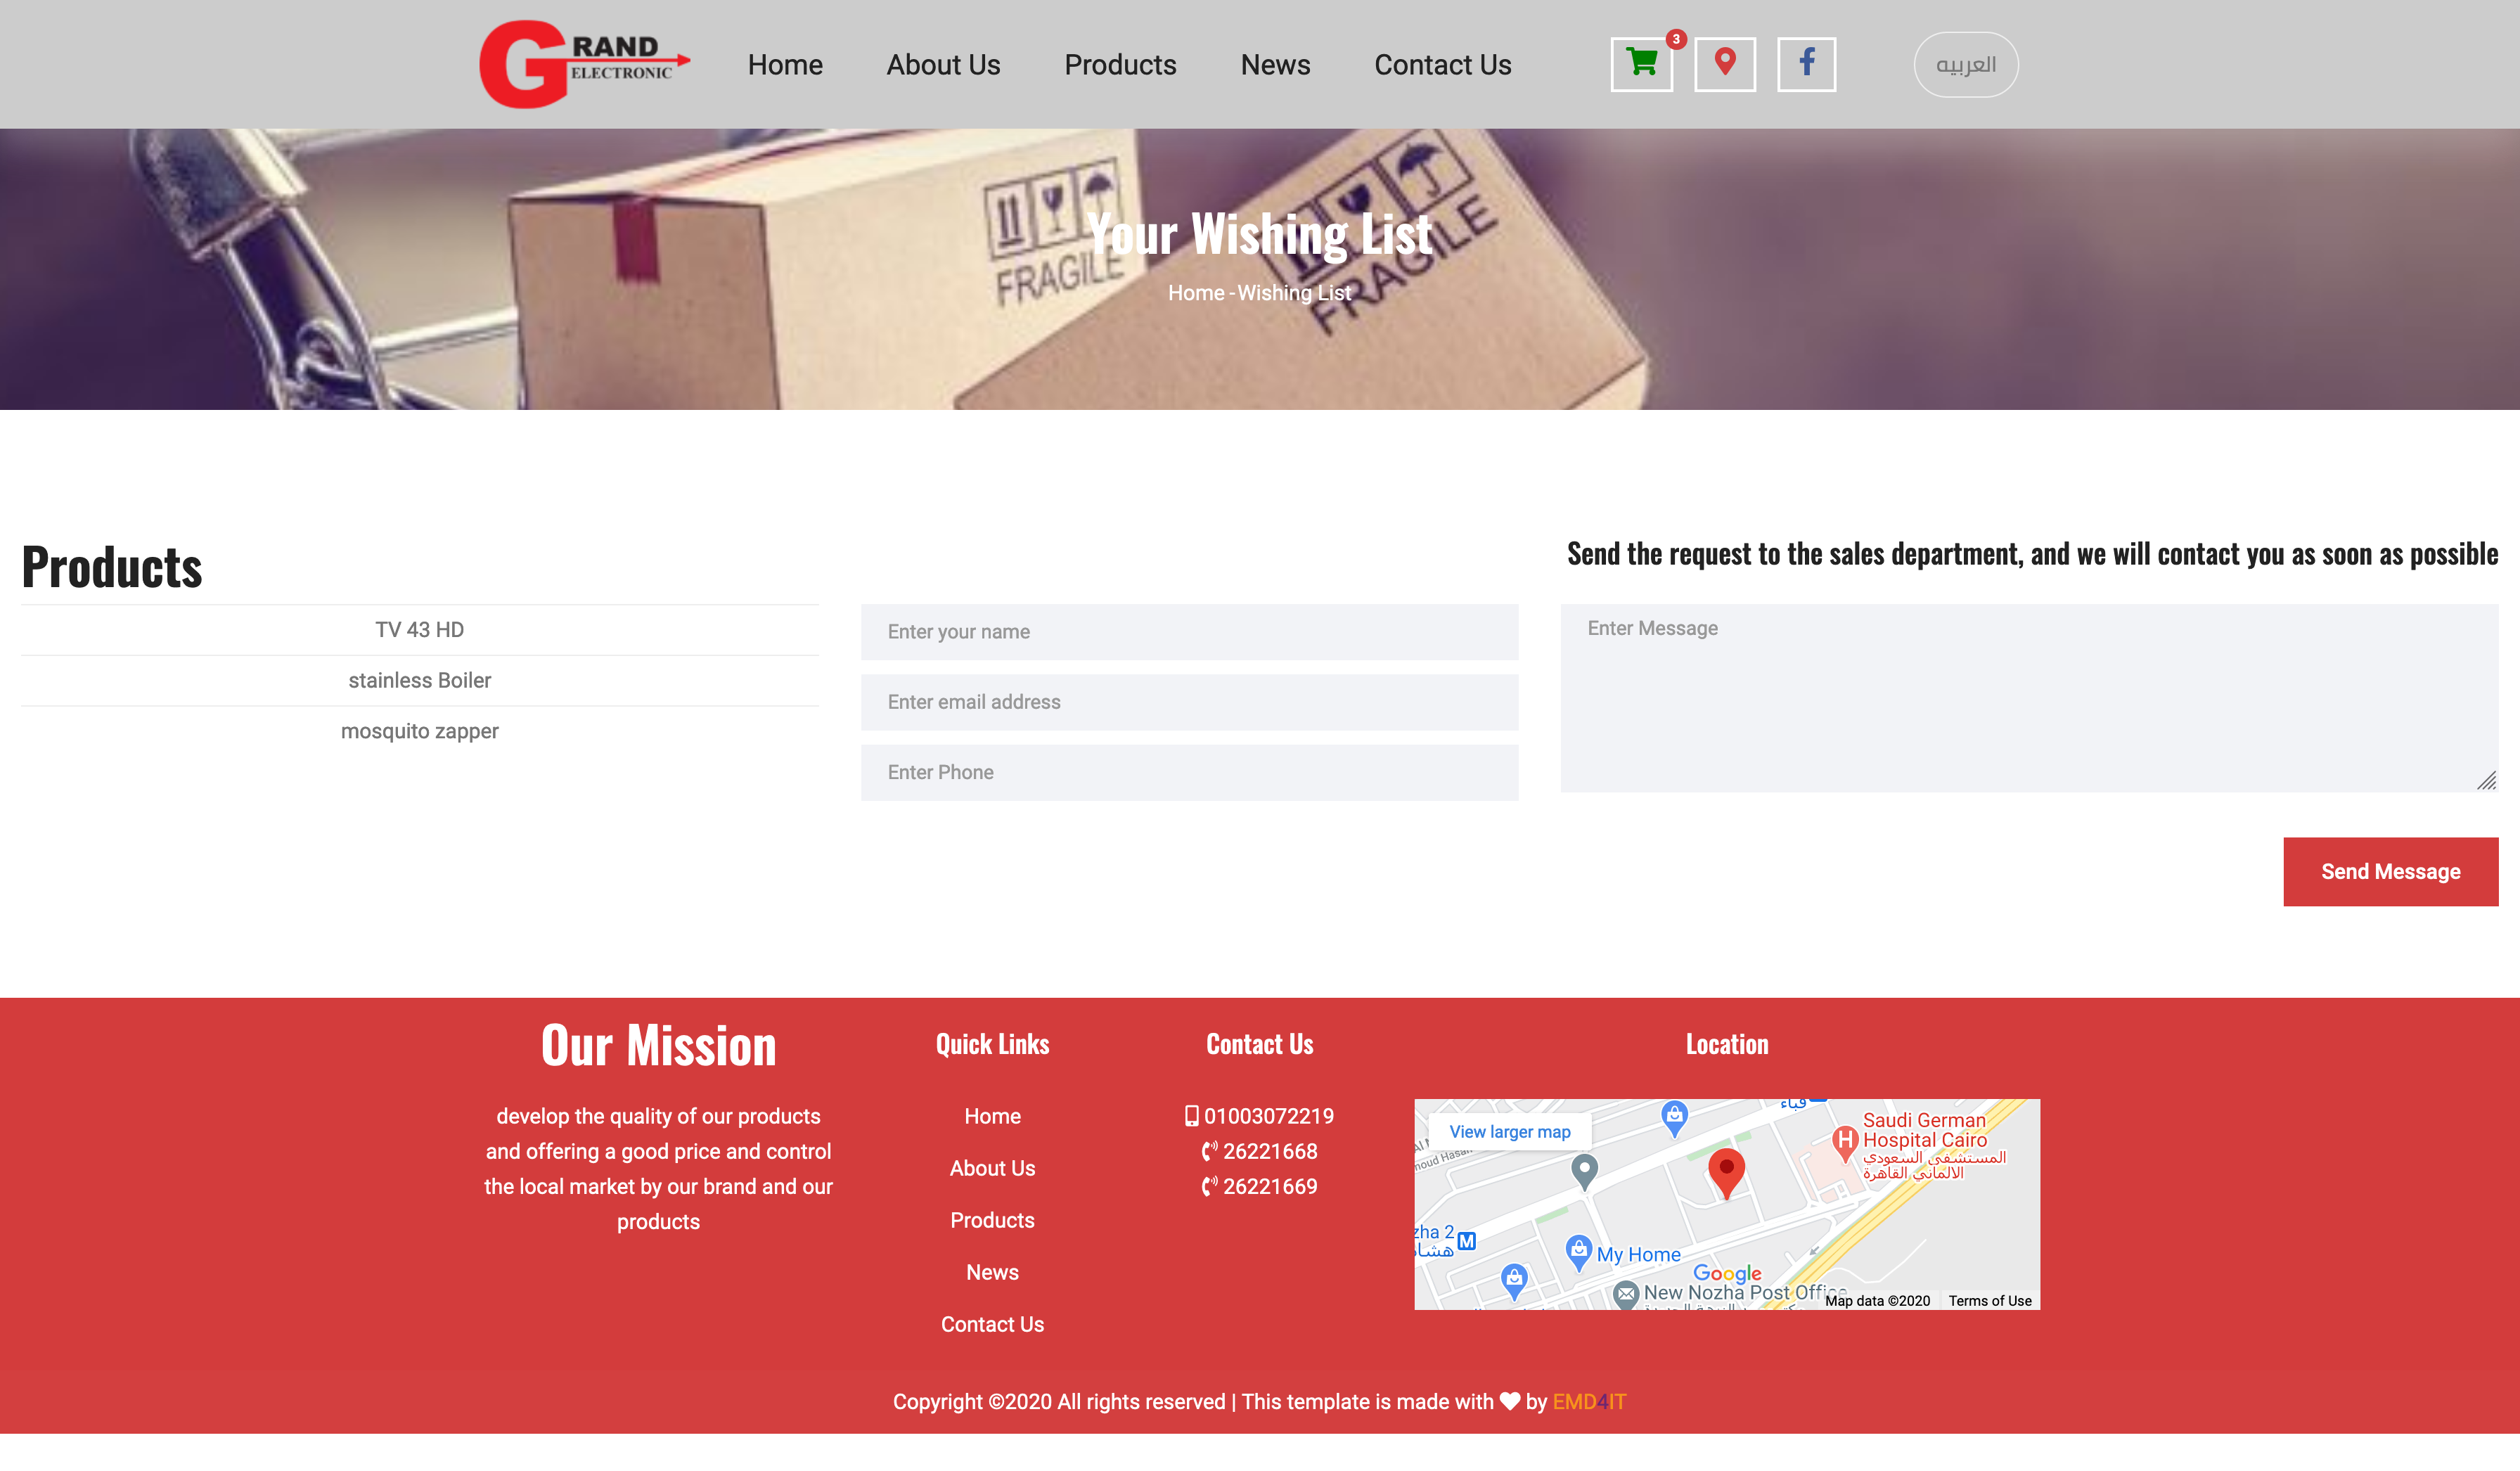 GRAND
ELECTRONIC
Home
About Us
Products
News
Contact Us
3
العربيه
FRAGILE
FRAGILE
Your Wishing List
Home - Wishing List
Products
Send the request to the sales department, and we will contact you as soon as possible
TV 43 HD
stainless Boiler
mosquito zapper
Enter your name
Enter email address
Enter Phone
Enter Message
Send Message
Our Mission
develop the quality of our products
and offering a good price and control
the local market by our brand and our
products
Quick Links
Home
About Us
Products
News
Contact Us
Contact Us
01003072219
26221668
26221669
Location
View larger map
قباء
Saudi German
Hospital Cairo
المستشفى السعودي
الالماني القاهرة
zha 2
M
My Home
Google
New Nozha Post Office
Map data ©2020
Terms of Use
Copyright ©2020 All rights reserved | This template is made with ♥ by EMD4IT